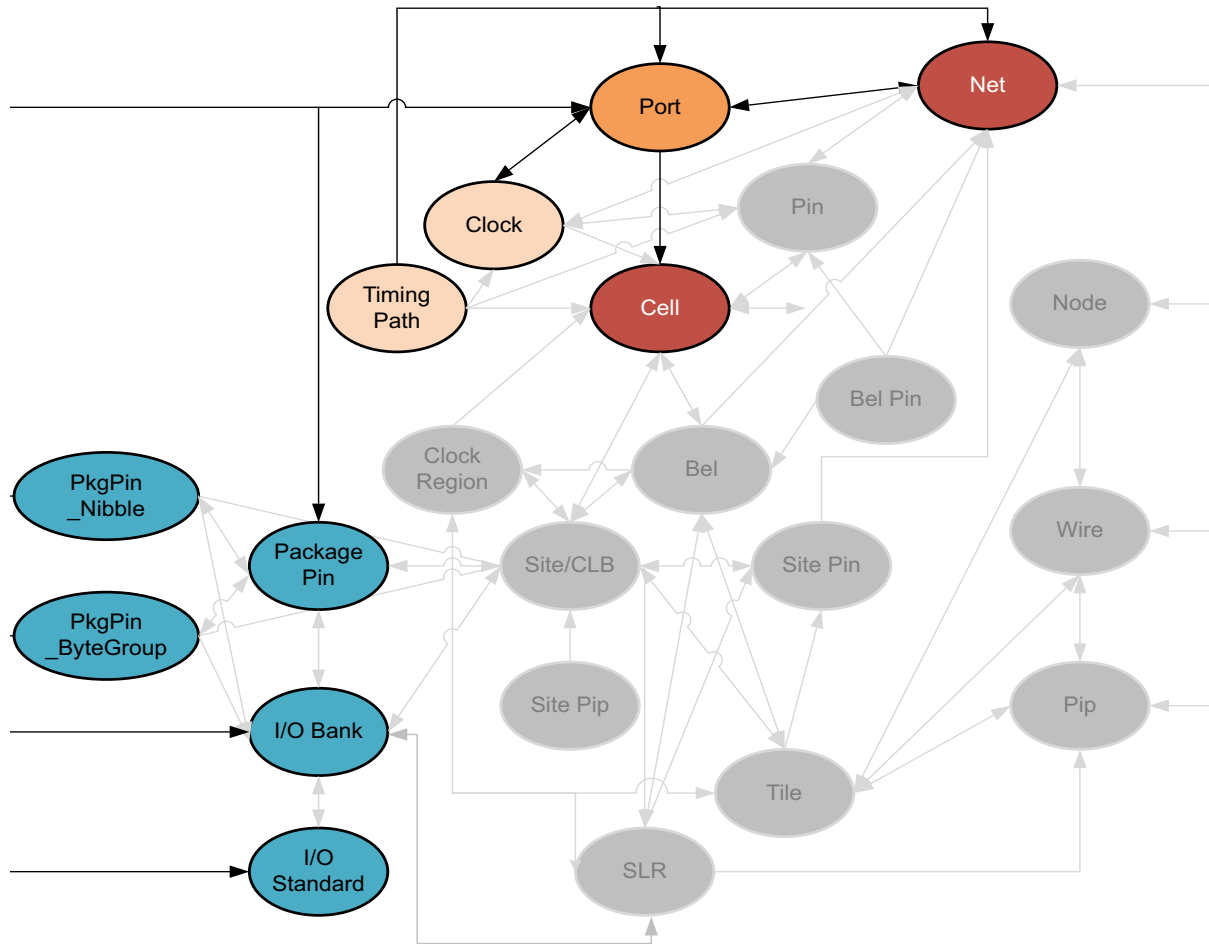 Net
Port
Pin
Clock
Timing
Path
Cell
Node
Bel Pin
Clock
Region
Bel
PkgPin
_Nibble
Package
Pin
Site/CLB
Site Pin
Wire
PkgPin
_ByteGroup
Site Pip
Pip
I/O Bank
Tile
I/O
Standard
SLR